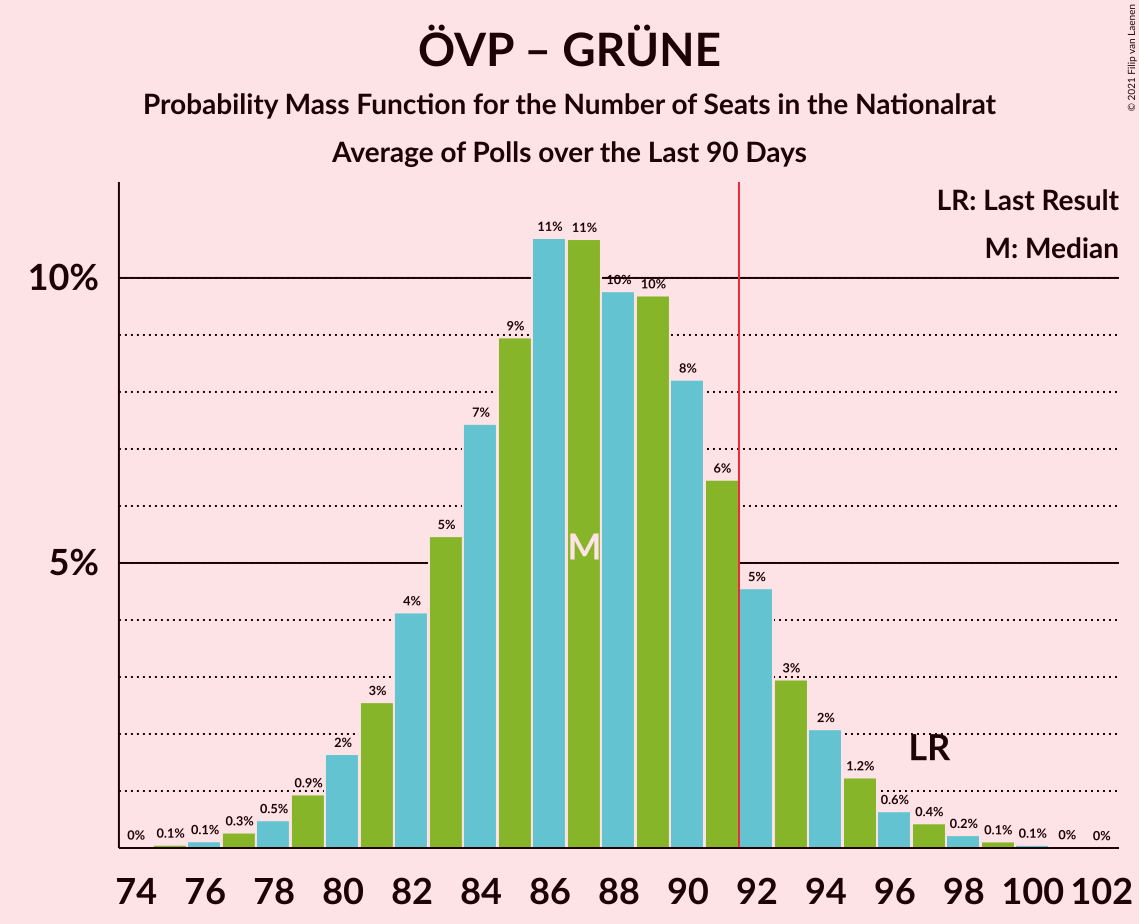 ÖVP – GRÜNE
Probability Mass Function for the Number of Seats in the Nationalrat
Average of Polls over the Last 90 Days
© 2021 Filip van Laenen
LR: Last Result
M: Median
10%
5%
0% 0.1% 0.1% 0.3% 0.5% 0.9% 2% 3% 4% 5% 7% 9% 11% 11% 10% 10% 8% 6% 5% 3% 2% 1.2% 0.6% 0.4% 0.2% 0.1% 0.1% 0% 0%
M
LR
74 76 78 80 82 84 86 88 90 92 94 96 98 100 102